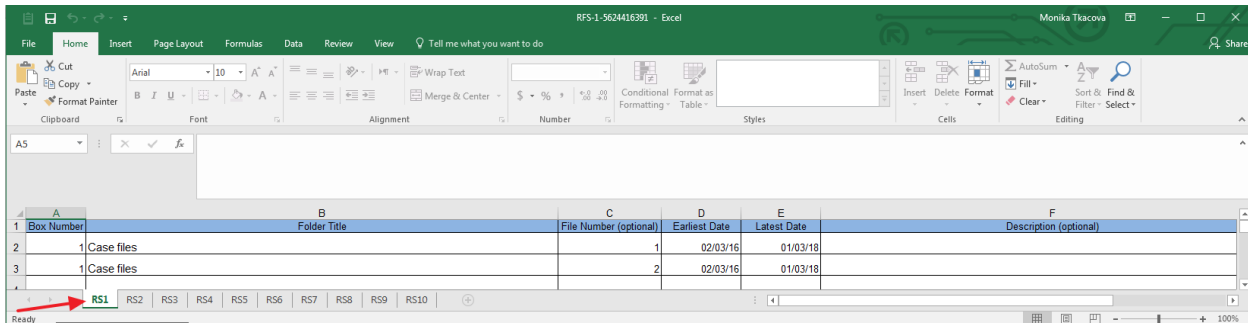 RFS-1-5624416391 - Excel
Monika Tkacova
File Home Insert Page Layout Formulas Data Review View Tell me what you want to do
Share
Cut
Copy
Paste
Format Painter
Clipboard
Arial 10 A A
B I U A
Font
Wrap Text
Merge & Center
Alignment
$ % ,
Number
Conditional Formatting
Format as Table
Styles
Insert Delete Format
Cells
AutoSum
Fill
Clear
Sort & Filter
Find & Select
Editing
A5 fx
A B C D E F
1 Box Number Folder Title File Number (optional) Earliest Date Latest Date Description (optional)
2 1 Case files 1 02/03/16 01/03/18
3 1 Case files 2 02/03/16 01/03/18
RS1 RS2 RS3 RS4 RS5 RS6 RS7 RS8 RS9 RS10
Ready
100%